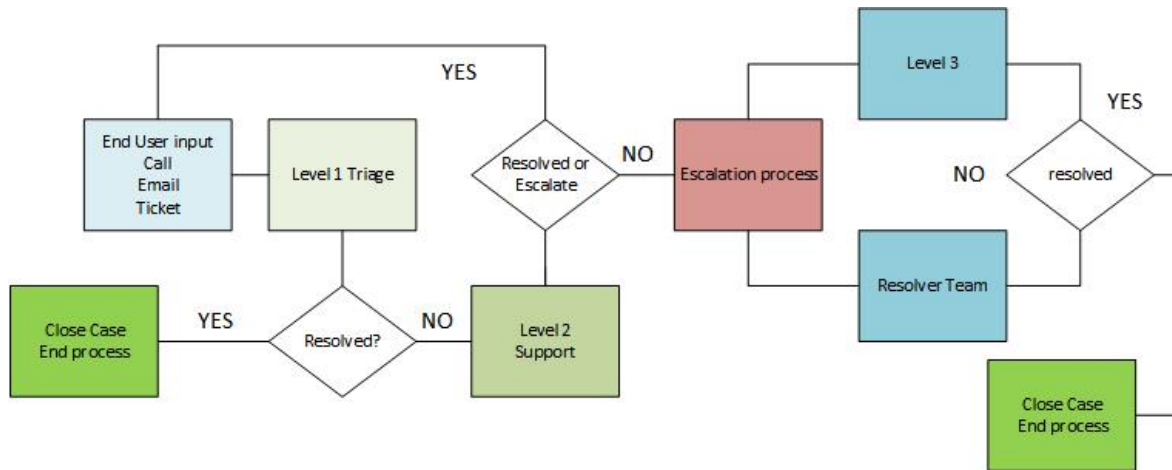 YES
Level 3
YES
End User input
Call
Email
Ticket
Level 1 Triage
Resolved or
Escalate
NO
Escalation process
NO
resolved
Resolver Team
Close Case
End process
YES
Resolved?
NO
Level 2
Support
Close Case
End process